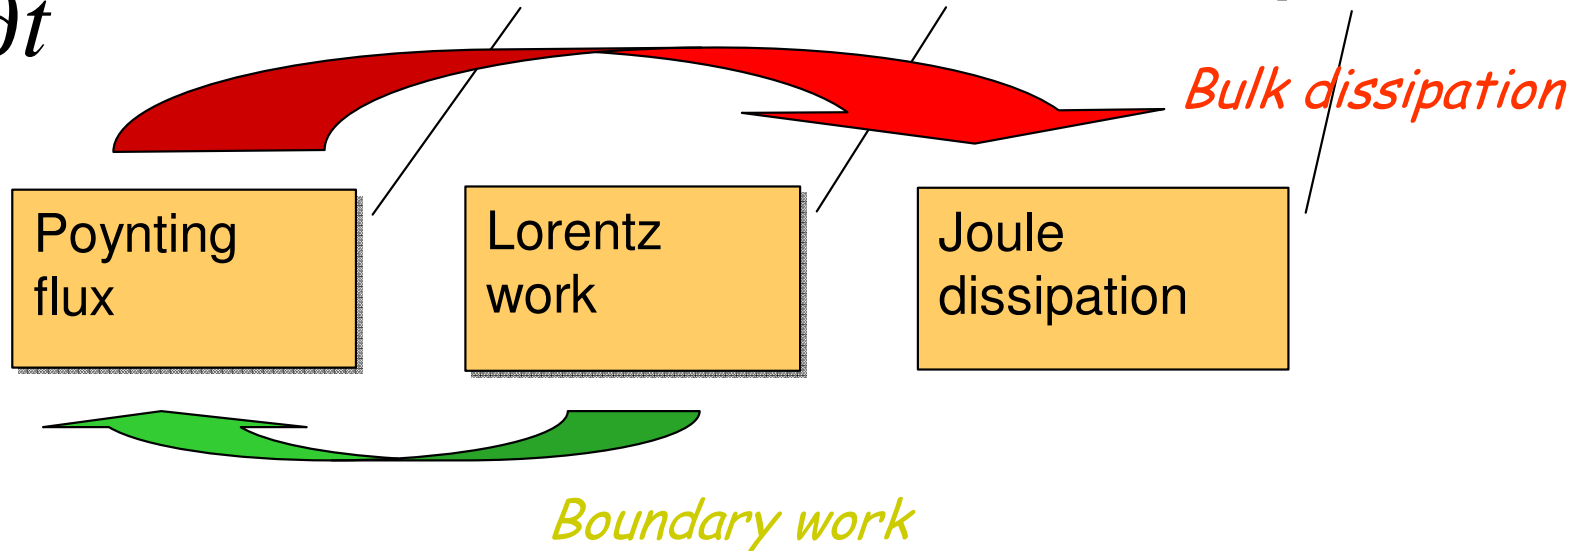 ∂t
Bulk dissipation
Poynting
flux
Lorentz
work
Joule
dissipation
Boundary work